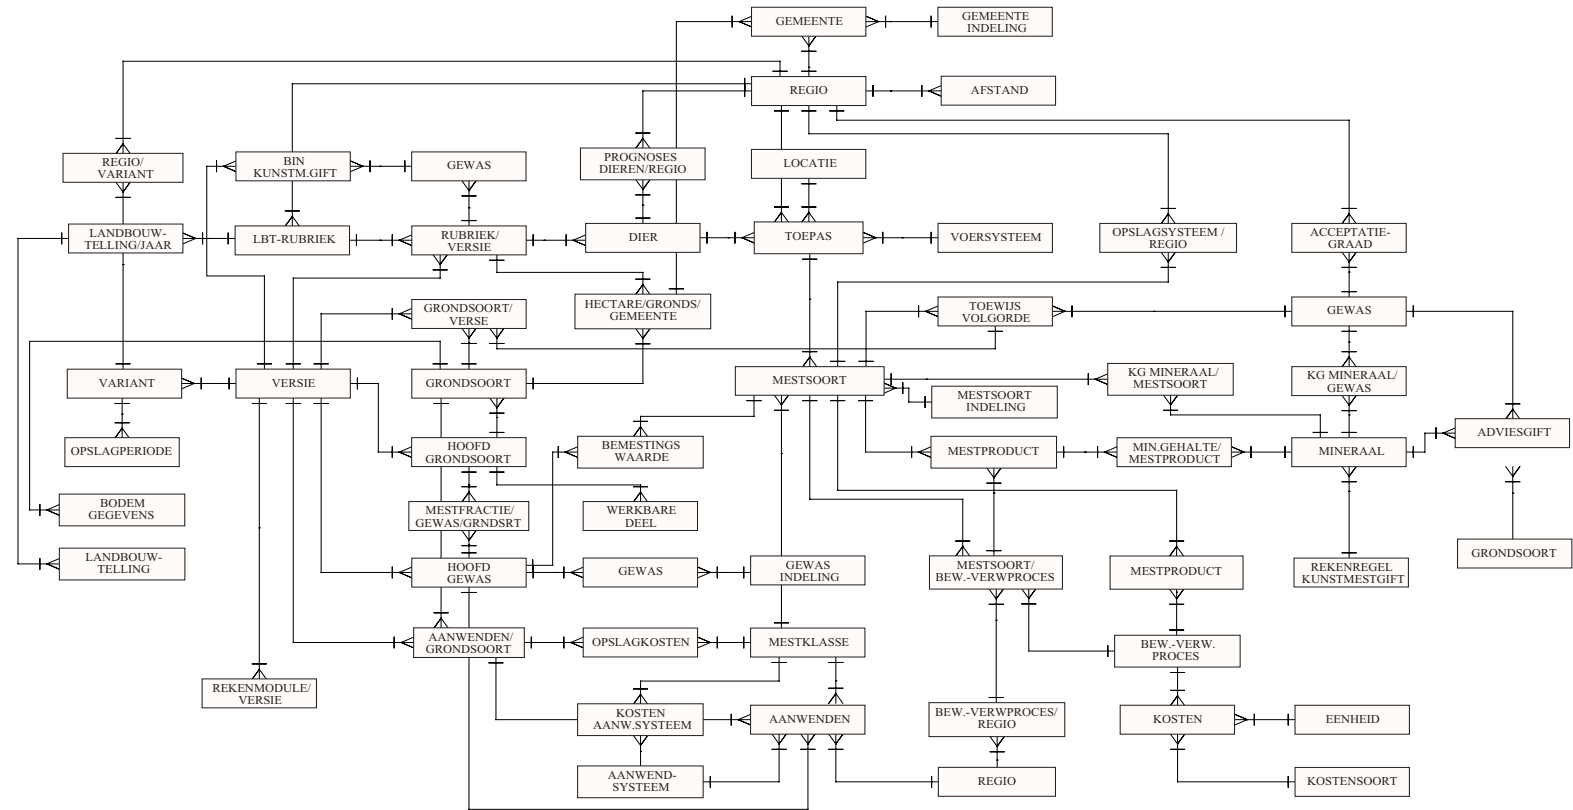 GEMEENTE
GEMEENTE
INDELING
REGIO
AFSTAND
REGIO/
VARIANT
BIN
KUNSTM.GIFT
GEWAS
PROGNOSES
DIEREN/REGIO
LOCATIE
LANDBOUW-
TELLING/JAAR
LBT-RUBRIEK
RUBRIEK/
VERSIE
DIER
TOEPAS
VOERSYSTEEM
OPSLAGSYSTEEM /
REGIO
ACCEPTATIE-
GRAAD
GRONDSOORT/
VERSE
HECTARE/GRONDS/
GEMEENTE
TOEWIJS
VOLGORDE
GEWAS
VARIANT
VERSIE
GRONDSOORT
MESTSOORT
MESTSOORT
INDELING
KG MINERAAL/
MESTSOORT
KG MINERAAL/
GEWAS
OPSLAGPERIODE
HOOFD
GRONDSOORT
BEMESTINGS
WAARDE
MESTPRODUCT
MIN.GEHALTE/
MESTPRODUCT
MINERAAL
ADVIESGIFT
BODEM
GEGEVENS
MESTFRACTIE/
GEWAS/GRNDSRT
WERKBARE
DEEL
LANDBOUW-
TELLING
HOOFD
GEWAS
GEWAS
GEWAS
INDELING
MESTSOORT/
BEW.-VERWPROCES
MESTPRODUCT
REKENREGEL
KUNSTMESTGIFT
GRONDSOORT
AANWENDEN/
GRONDSOORT
OPSLAGKOSTEN
MESTKLASSE
BEW.-VERW.
PROCES
REKENMODULE/
VERSIE
KOSTEN
AANW.SYSTEEM
AANWENDEN
BEW.-VERWPROCES/
REGIO
KOSTEN
EENHEID
AANWEND-
SYSTEEM
REGIO
KOSTENSOORT